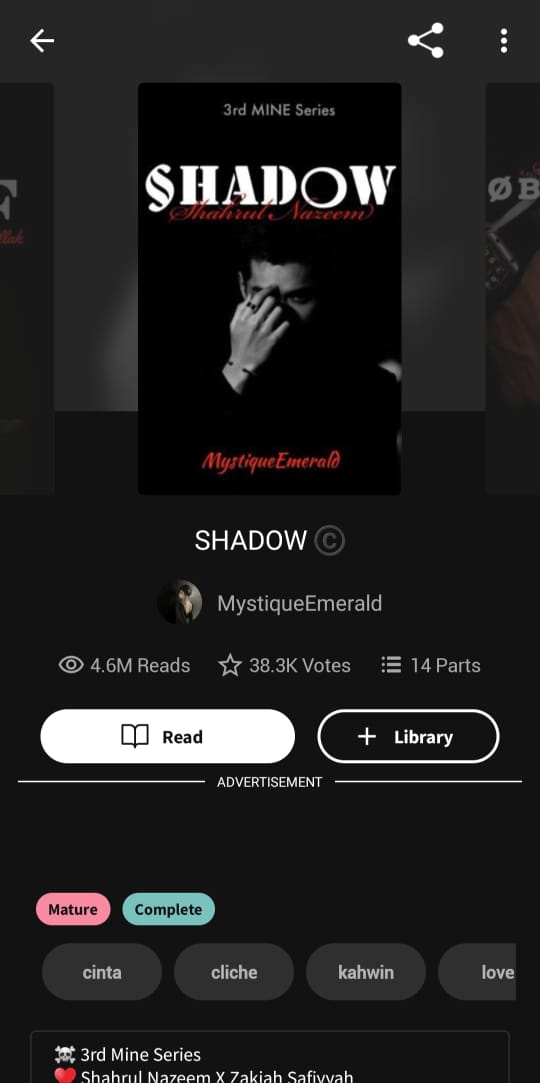 3rd MINE Series
SHADOW
Shahrul Nazeem
MystiqueEmerald
SHADOW ©
MystiqueEmerald
4.6M Reads
38.3K Votes
14 Parts
Read
+ Library
ADVERTISEMENT
Mature
Complete
cinta
cliche
kahwin
love
☠️ 3rd Mine Series
❤️ Shahrul Nazeem X Zakiah Safiyyah